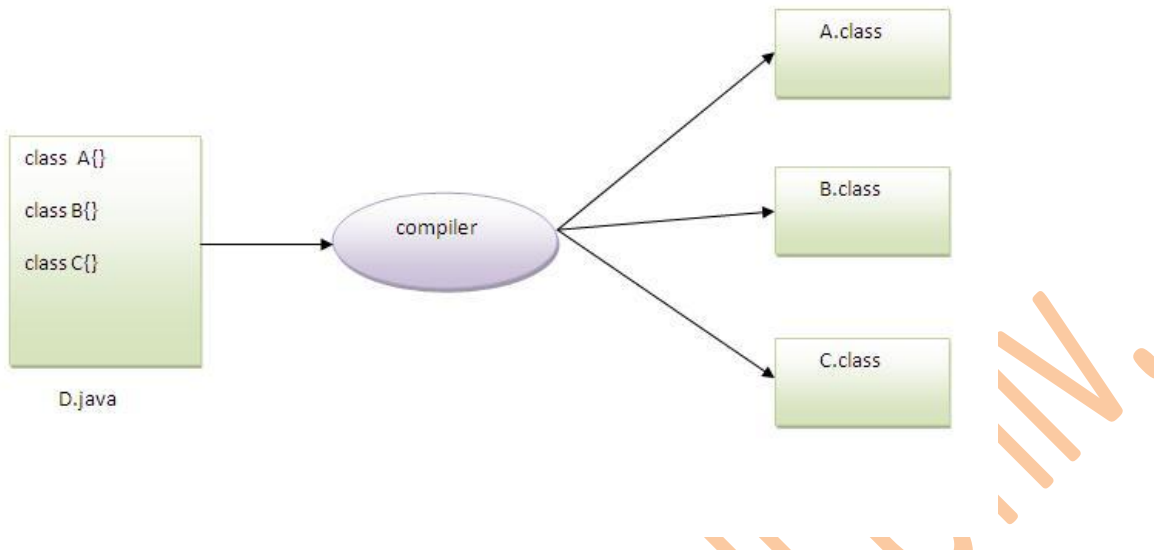 class A{}
class B{}
class C{}
D.java
compiler
A.class
B.class
C.class